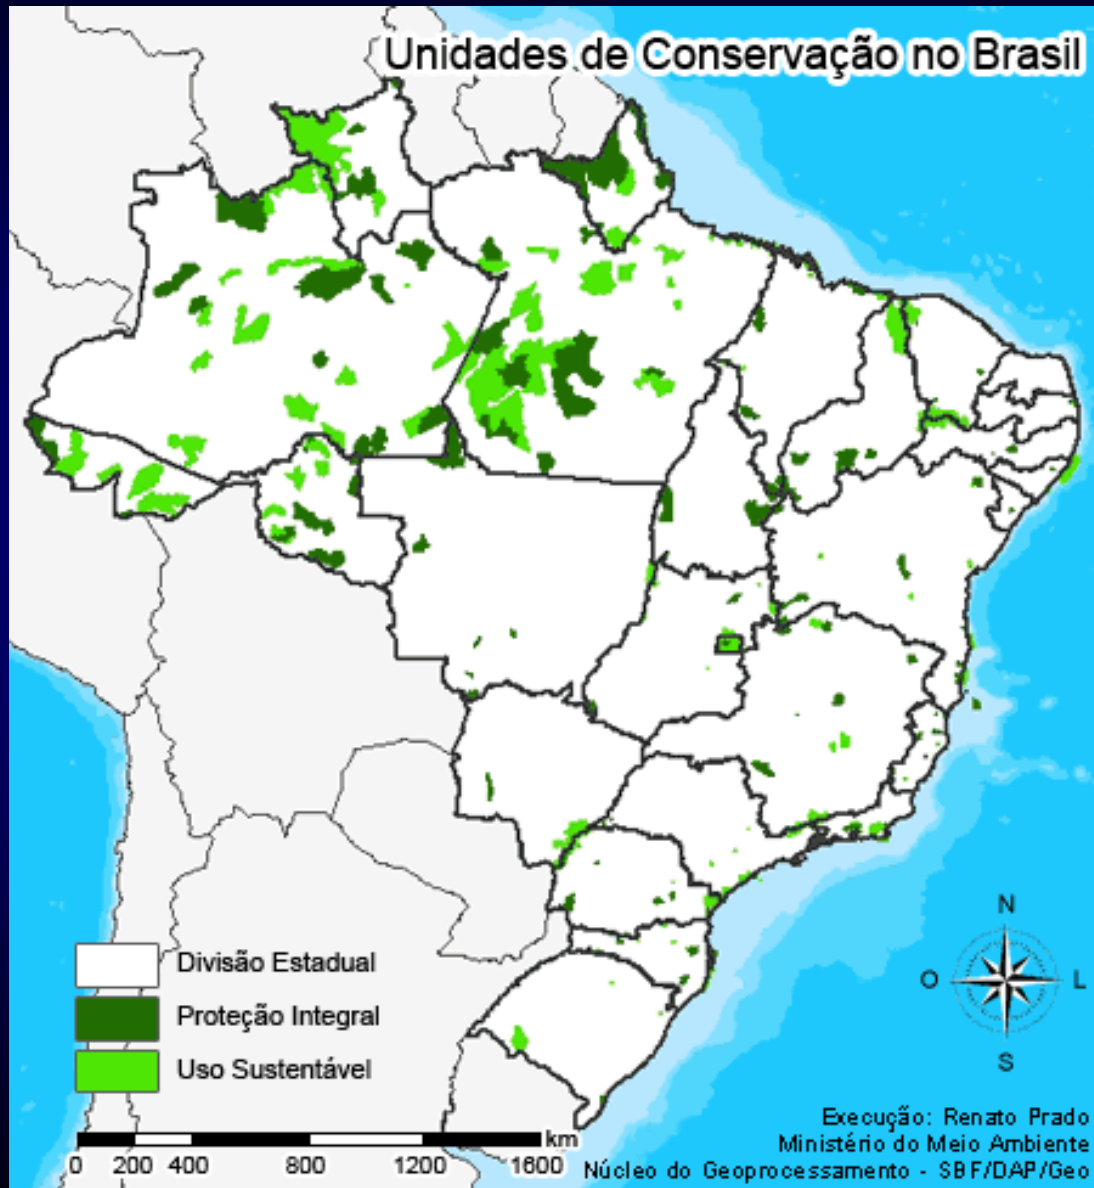 Unidades de Conservação no Brasil
N
O
L
S
Divisão Estadual
Proteção Integral
Uso Sustentável
km
0 200 400 800 1200 1600
Execução: Renato Prado
Ministério do Meio Ambiente
Núcleo do Geoprocessamento - SBF/DAP/Geo